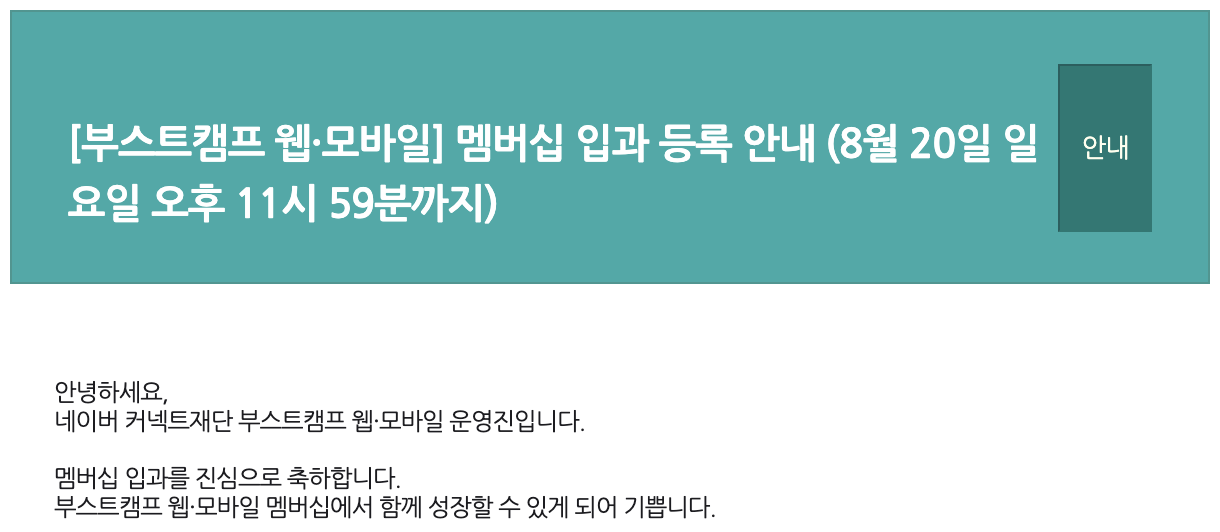 [부스트캠프 웹·모바일] 멤버십 입과 등록 안내 (8월 20일 일
요일 오후 11시 59분까지)
안내
안녕하세요,
네이버 커넥트재단 부스트캠프 웹·모바일 운영진입니다.
멤버십 입과를 진심으로 축하합니다.
부스트캠프 웹·모바일 멤버십에서 함께 성장할 수 있게 되어 기쁩니다.